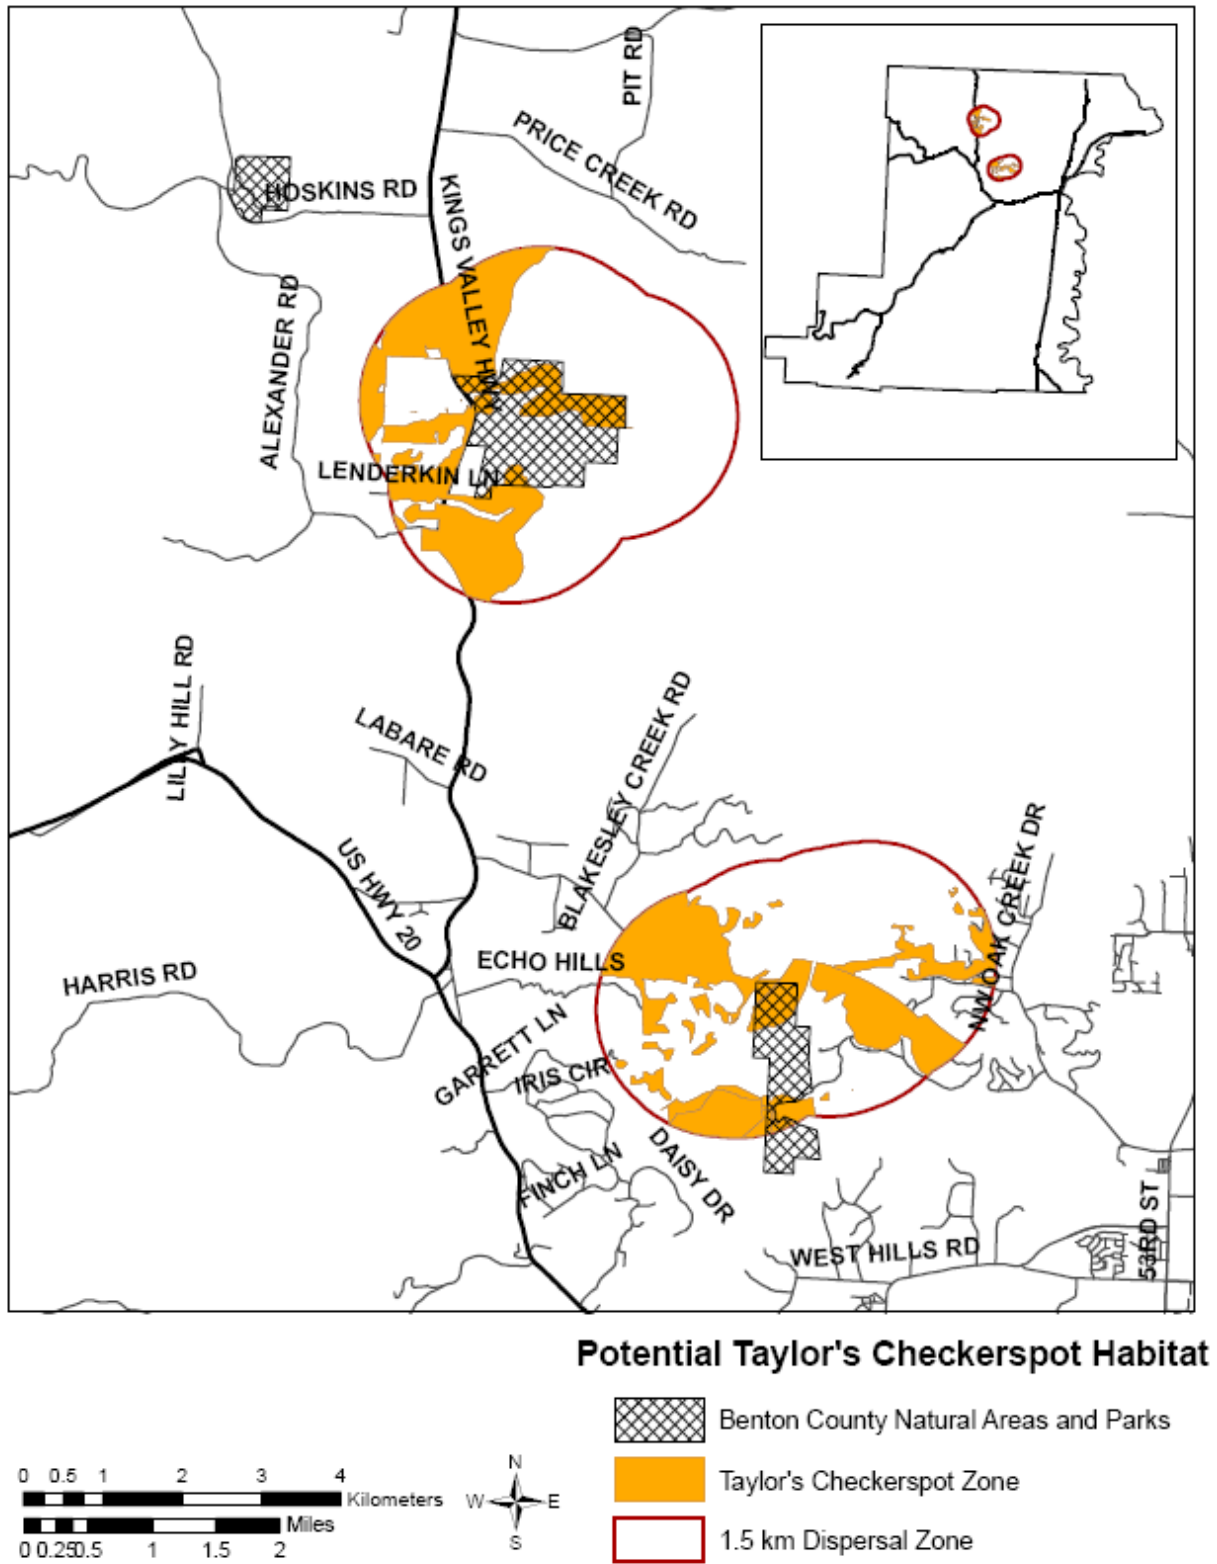 PIT RD
PRICE CREEK RD
HOSKINS RD
KINGS VALLEY HWY
ALEXANDER RD
LENDERKIN LN
LILLY HILL RD
LABARE RD
BLAKESLEY CREEK RD
US HWY 20
NW OAK CREEK DR
ECHO HILLS
HARRIS RD
GARRETT LN
IRIS CIR
FINCH LN
DAISY DR
WEST HILLS RD
53RD ST
Potential Taylor's Checkerspot Habitat
Benton County Natural Areas and Parks
Taylor's Checkerspot Zone
1.5 km Dispersal Zone
0 0.5 1 2 3 4
Kilometers
Miles
0 0.250.5 1 1.5 2
N
W E
S